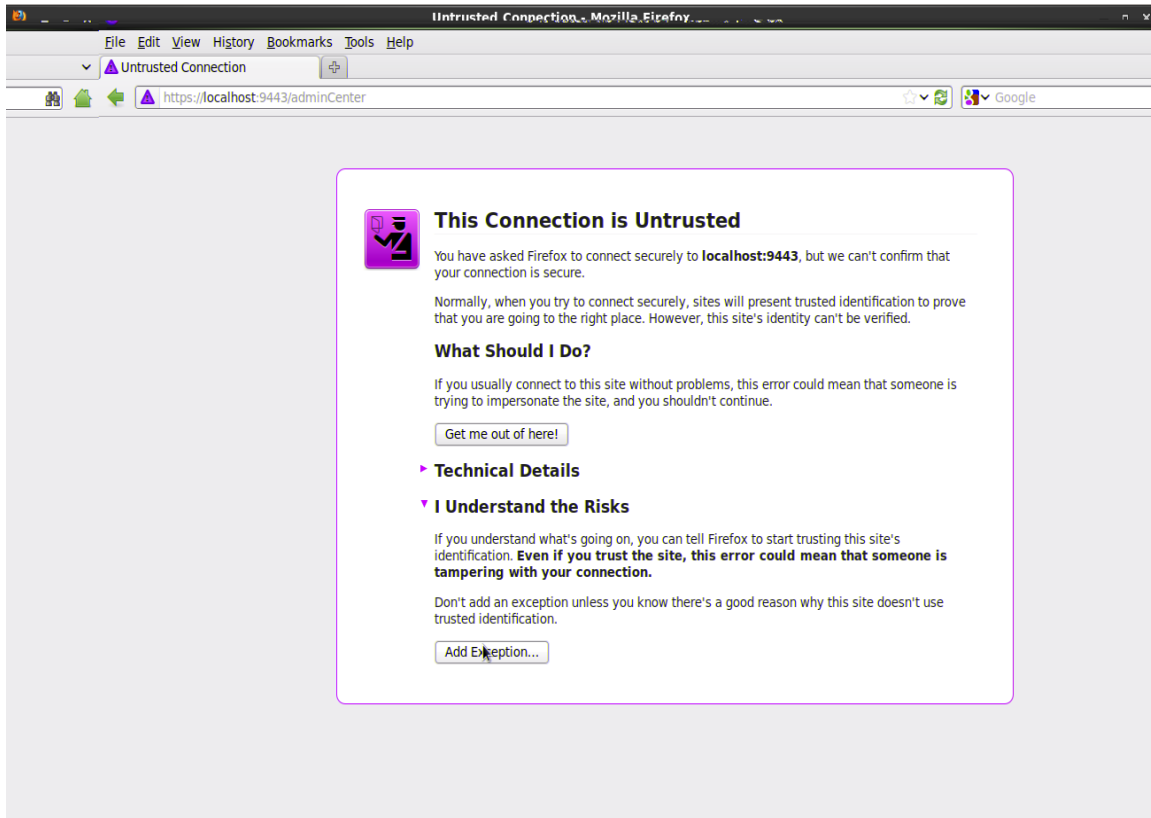 Untrusted Connection - Mozilla Firefox
File Edit View History Bookmarks Tools Help
Untrusted Connection
https://localhost:9443/adminCenter
Google
This Connection is Untrusted
You have asked Firefox to connect securely to localhost:9443, but we can't confirm that
your connection is secure.
Normally, when you try to connect securely, sites will present trusted identification to prove
that you are going to the right place. However, this site's identity can't be verified.
What Should I Do?
If you usually connect to this site without problems, this error could mean that someone is
trying to impersonate the site, and you shouldn't continue.
Get me out of here!
Technical Details
I Understand the Risks
If you understand what's going on, you can tell Firefox to start trusting this site's
identification. Even if you trust the site, this error could mean that someone is
tampering with your connection.
Don't add an exception unless you know there's a good reason why this site doesn't use
trusted identification.
Add Exception...